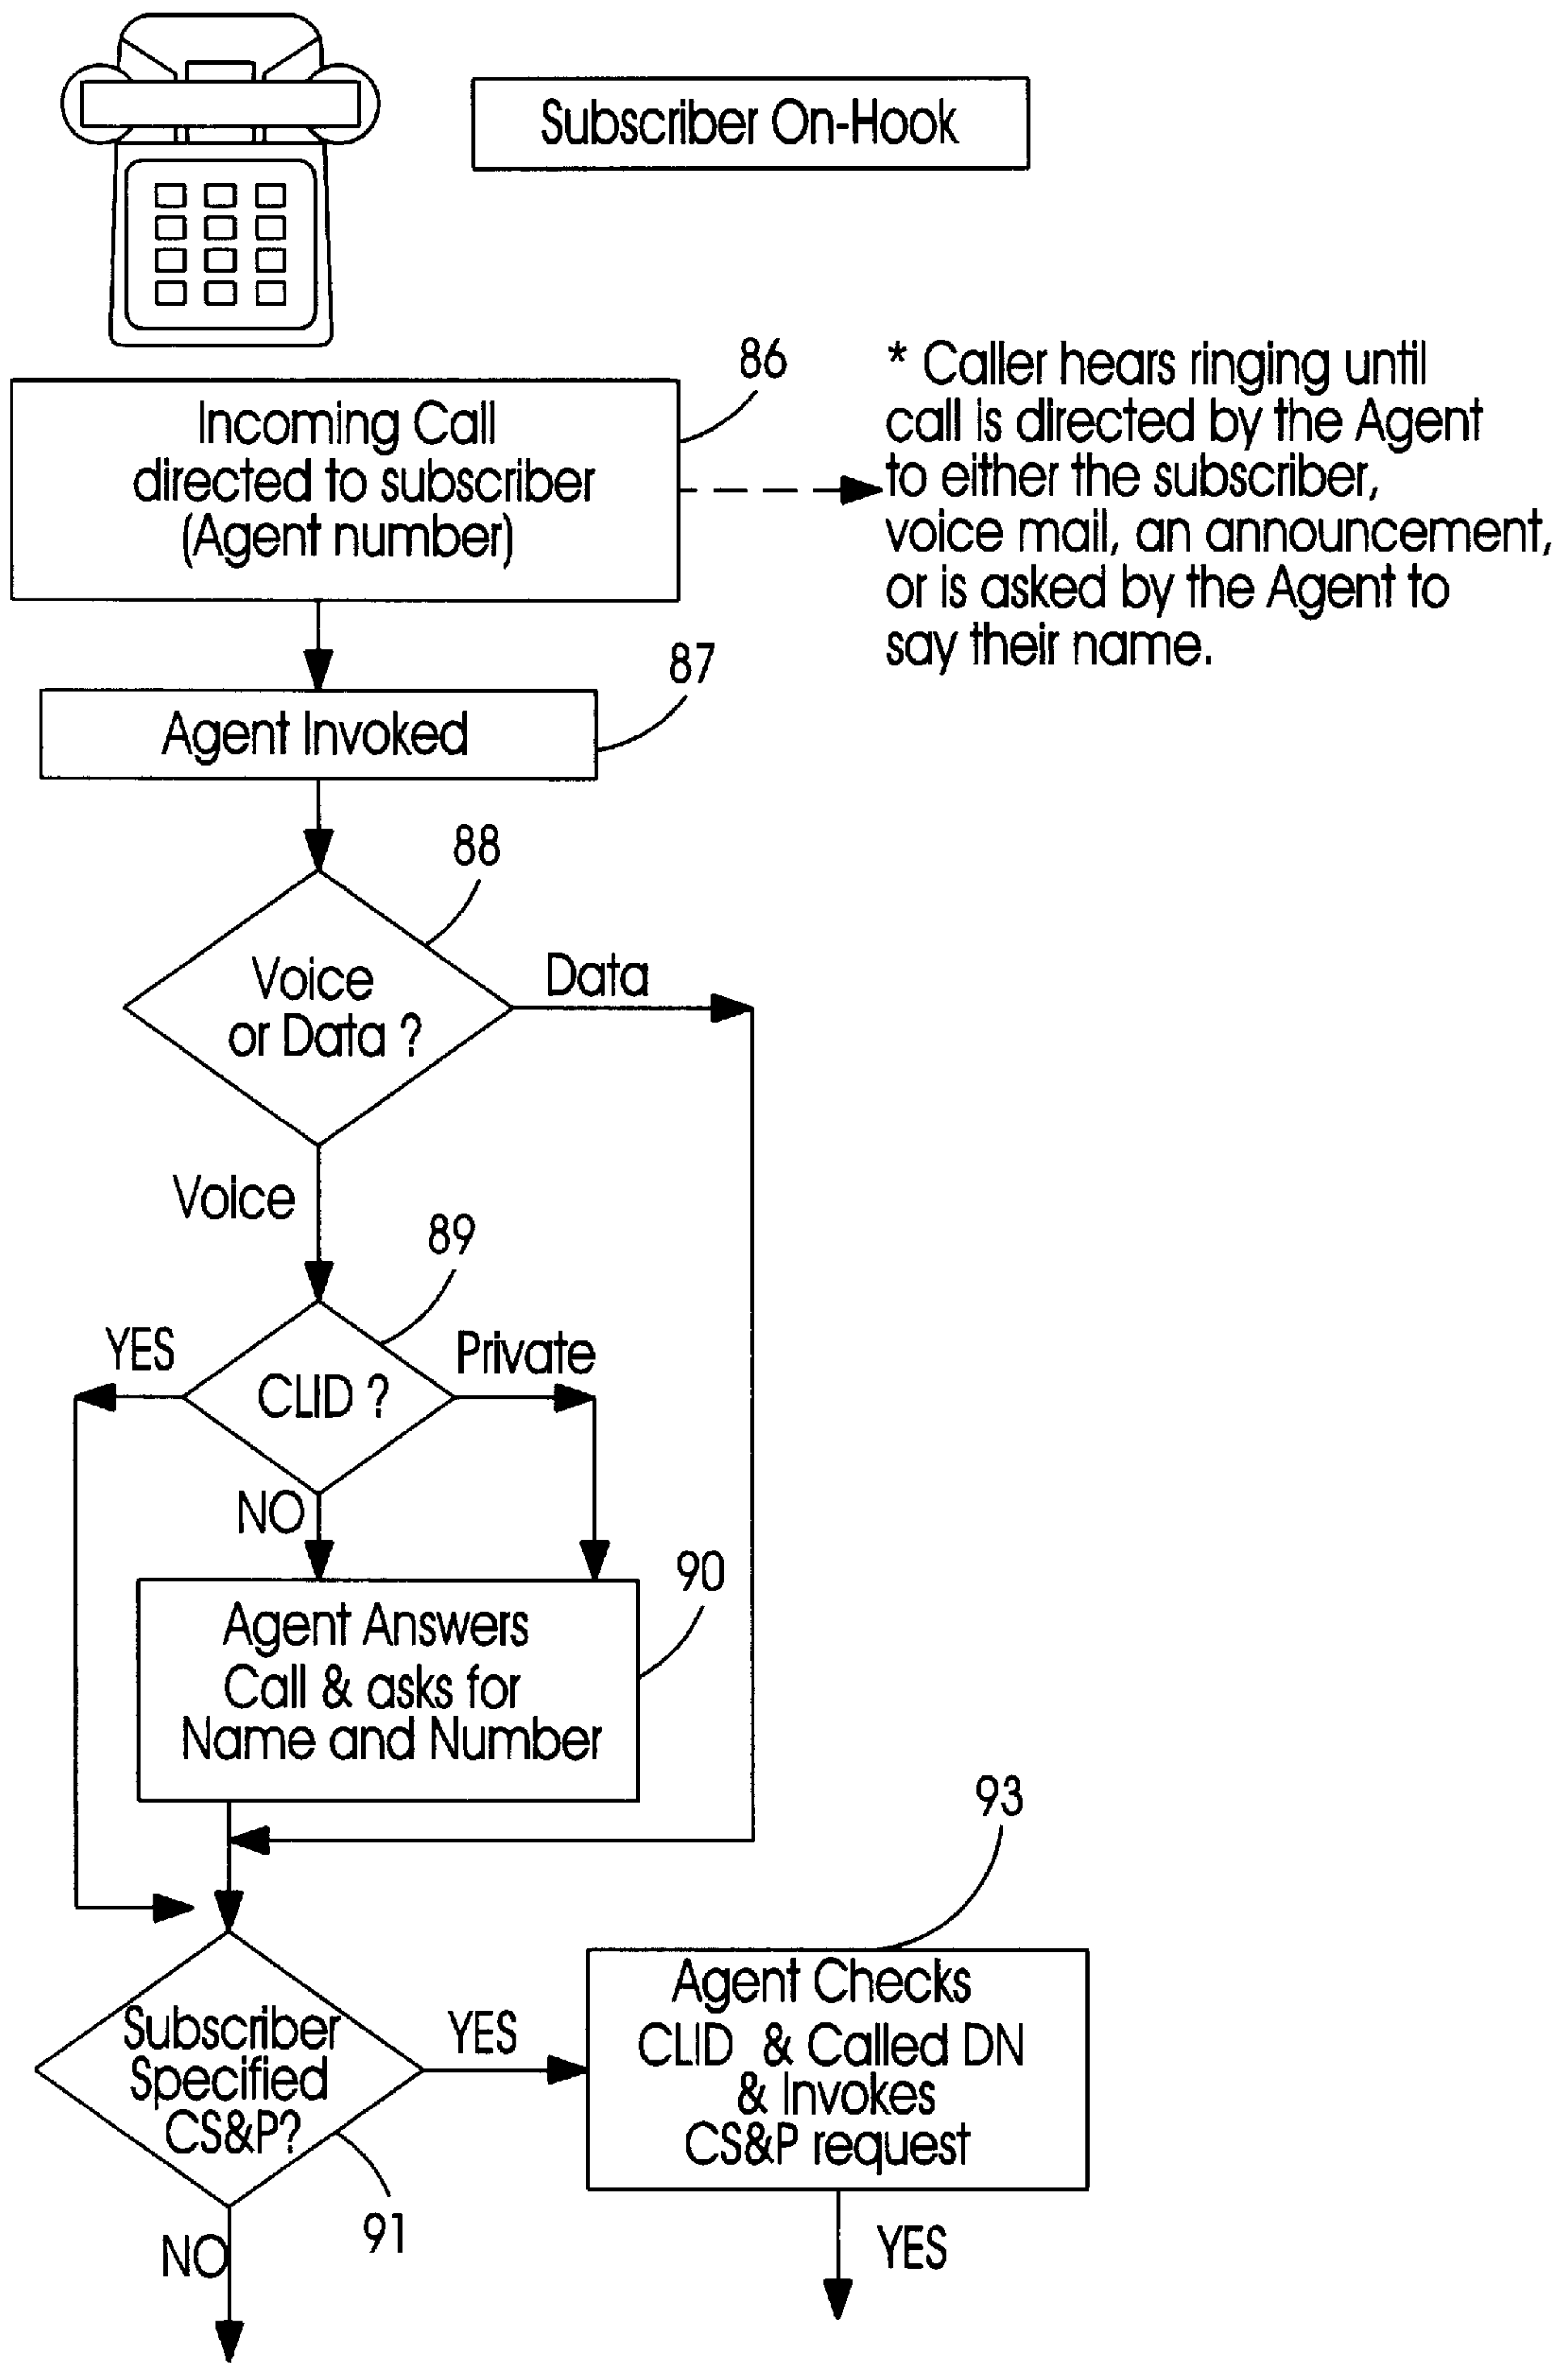 Subscriber On-Hook
86
Incoming Call
directed to subscriber
(Agent number)
* Caller hears ringing until
call is directed by the Agent
to either the subscriber,
voice mail, an announcement,
or is asked by the Agent to
say their name.
87
Agent Invoked
88
Voice
or Data ?
Data
Voice
89
YES
CLID ?
Private
NO
90
Agent Answers
Call & asks for
Name and Number
93
Subscriber
Specified
CS&P?
YES
Agent Checks
CLID & Called DN
& Invokes
CS&P request
91
NO
YES